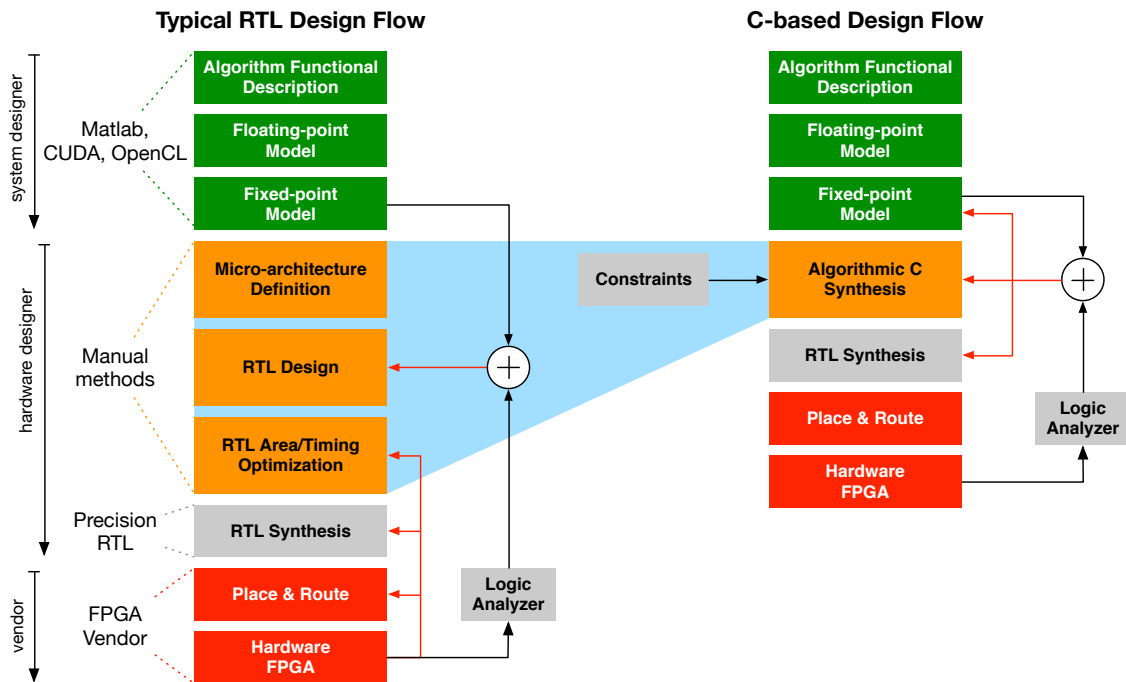 Typical RTL Design Flow
C-based Design Flow
system designer
hardware designer
vendor
Matlab,
CUDA, OpenCL
Manual
methods
Precision
RTL
FPGA
Vendor
Algorithm Functional
Description
Floating-point
Model
Fixed-point
Model
Micro-architecture
Definition
RTL Design
RTL Area/Timing
Optimization
RTL Synthesis
Place & Route
Hardware
FPGA
+
Logic
Analyzer
Constraints
Algorithm Functional
Description
Floating-point
Model
Fixed-point
Model
Algorithmic C
Synthesis
RTL Synthesis
Place & Route
Hardware
FPGA
+
Logic
Analyzer